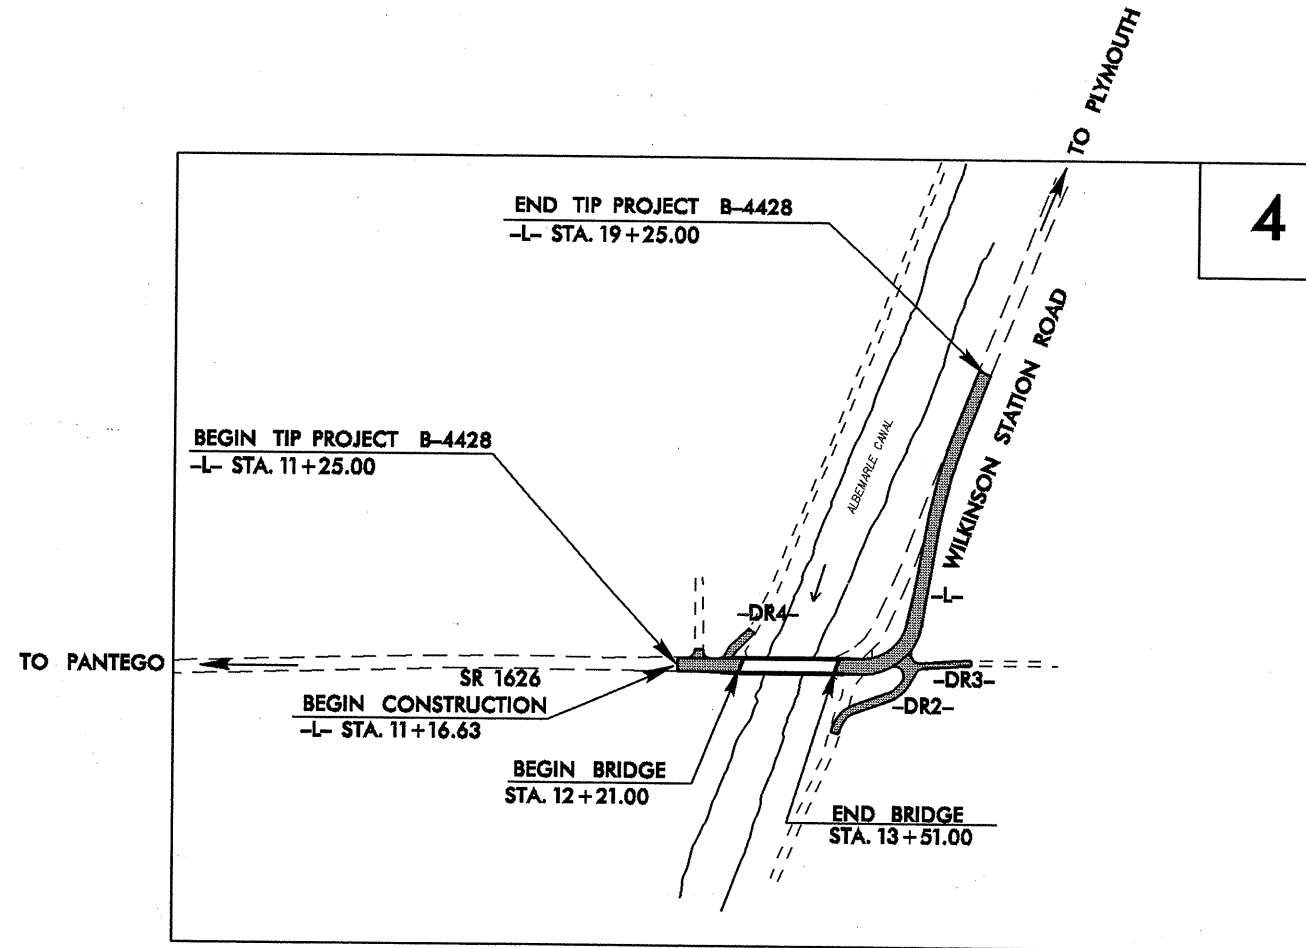 TO PLYMOUTH
END TIP PROJECT B-4428
-L- STA. 19+25.00
4
WILKINSON STATION ROAD
ALBEMARLE CANAL
BEGIN TIP PROJECT B-4428
-L- STA. 11+25.00
-L-
-DR4-
TO PANTEGO
SR 1626
-DR3-
-DR2-
BEGIN CONSTRUCTION
-L- STA. 11+16.63
BEGIN BRIDGE
STA. 12+21.00
END BRIDGE
STA. 13+51.00